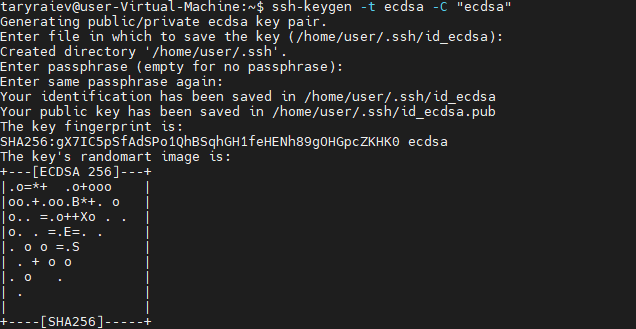 taryraiev@user-Virtual-Machine:~$ ssh-keygen -t ecdsa -C "ecdsa"
Generating public/private ecdsa key pair.
Enter file in which to save the key (/home/user/.ssh/id_ecdsa):
Created directory '/home/user/.ssh'.
Enter passphrase (empty for no passphrase):
Enter same passphrase again:
Your identification has been saved in /home/user/.ssh/id_ecdsa
Your public key has been saved in /home/user/.ssh/id_ecdsa.pub
The key fingerprint is:
SHA256:gX7IC5pSfAdSPo1QhBSqhGH1feHENh89gOHGpcZKHK0 ecdsa
The key's randomart image is:
+---[ECDSA 256]---+
|.o=*+  .o+ooo    |
|oo.+.oo.B*+. o   |
|o.. =.o++Xo . .  |
|o. . =.E=. .     |
|. o o =.S        |
| . + o o         |
|. o   .          |
| .               |
|                 |
+----[SHA256]-----+